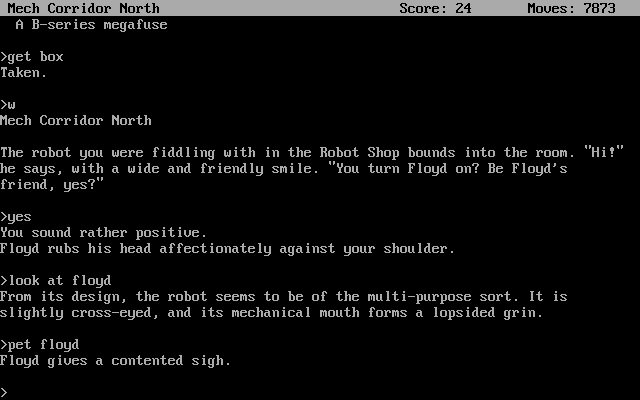 Mech Corridor North Score: 24 Moves: 7873
A B-series megafuse
>get box
Taken.
>w
Mech Corridor North
The robot you were fiddling with in the Robot Shop bounds into the room. "Hi!"
he says, with a wide and friendly smile. "You turn Floyd on? Be Floyd's
friend, yes?"
>yes
You sound rather positive.
Floyd rubs his head affectionately against your shoulder.
>look at floyd
From its design, the robot seems to be of the multi-purpose sort. It is
slightly cross-eyed, and its mechanical mouth forms a lopsided grin.
>pet floyd
Floyd gives a contented sigh.
>